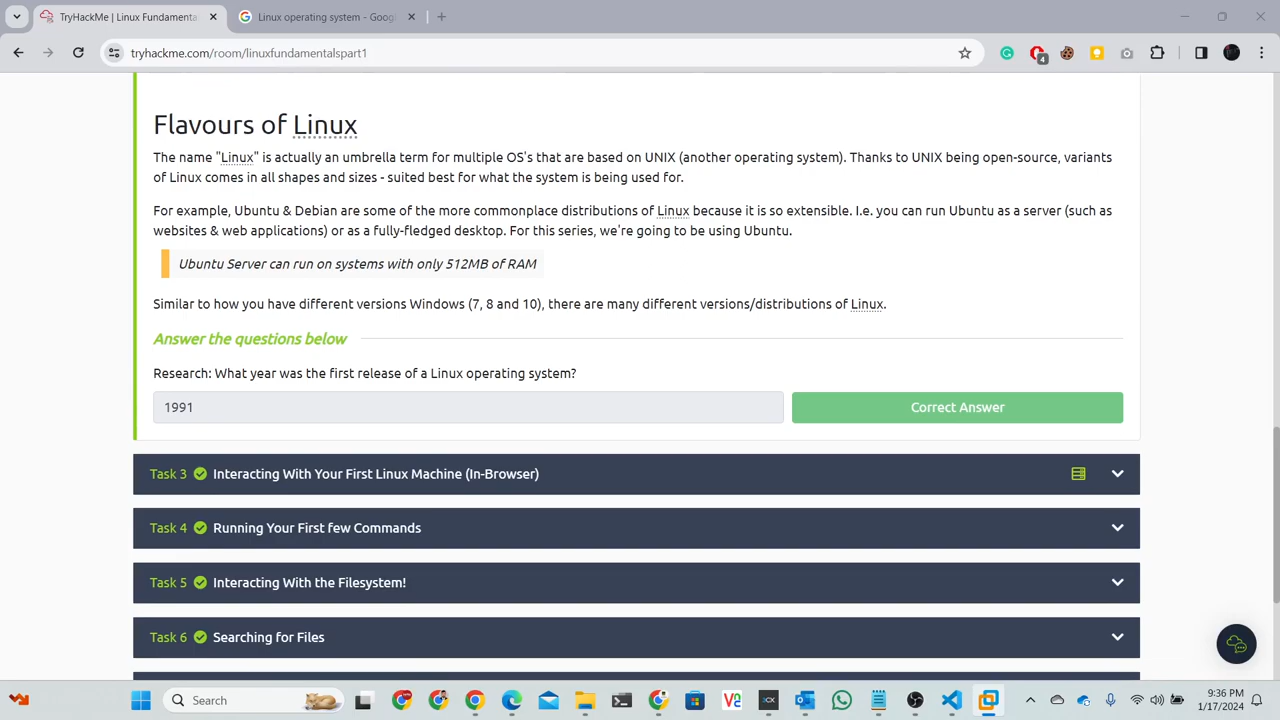 TryHackMe | Linux Fundamenta
Linux operating system - Goog
tryhackme.com/room/linuxfundamentalspart1
4
Flavours of Linux
The name "Linux" is actually an umbrella term for multiple OS's that are based on UNIX (another operating system). Thanks to UNIX being open-source, variants
of Linux comes in all shapes and sizes - suited best for what the system is being used for.
For example, Ubuntu & Debian are some of the more commonplace distributions of Linux because it is so extensible. I.e. you can run Ubuntu as a server (such as
websites & web applications) or as a fully-fledged desktop. For this series, we're going to be using Ubuntu.
Ubuntu Server can run on systems with only 512MB of RAM
Similar to how you have different versions Windows (7, 8 and 10), there are many different versions/distributions of Linux.
Answer the questions below
Research: What year was the first release of a Linux operating system?
1991
Correct Answer
Task 3 Interacting With Your First Linux Machine (In-Browser)
Task 4 Running Your First few Commands
Task 5 Interacting With the Filesystem!
Task 6 Searching for Files
Search
9:36 PM
1/17/2024